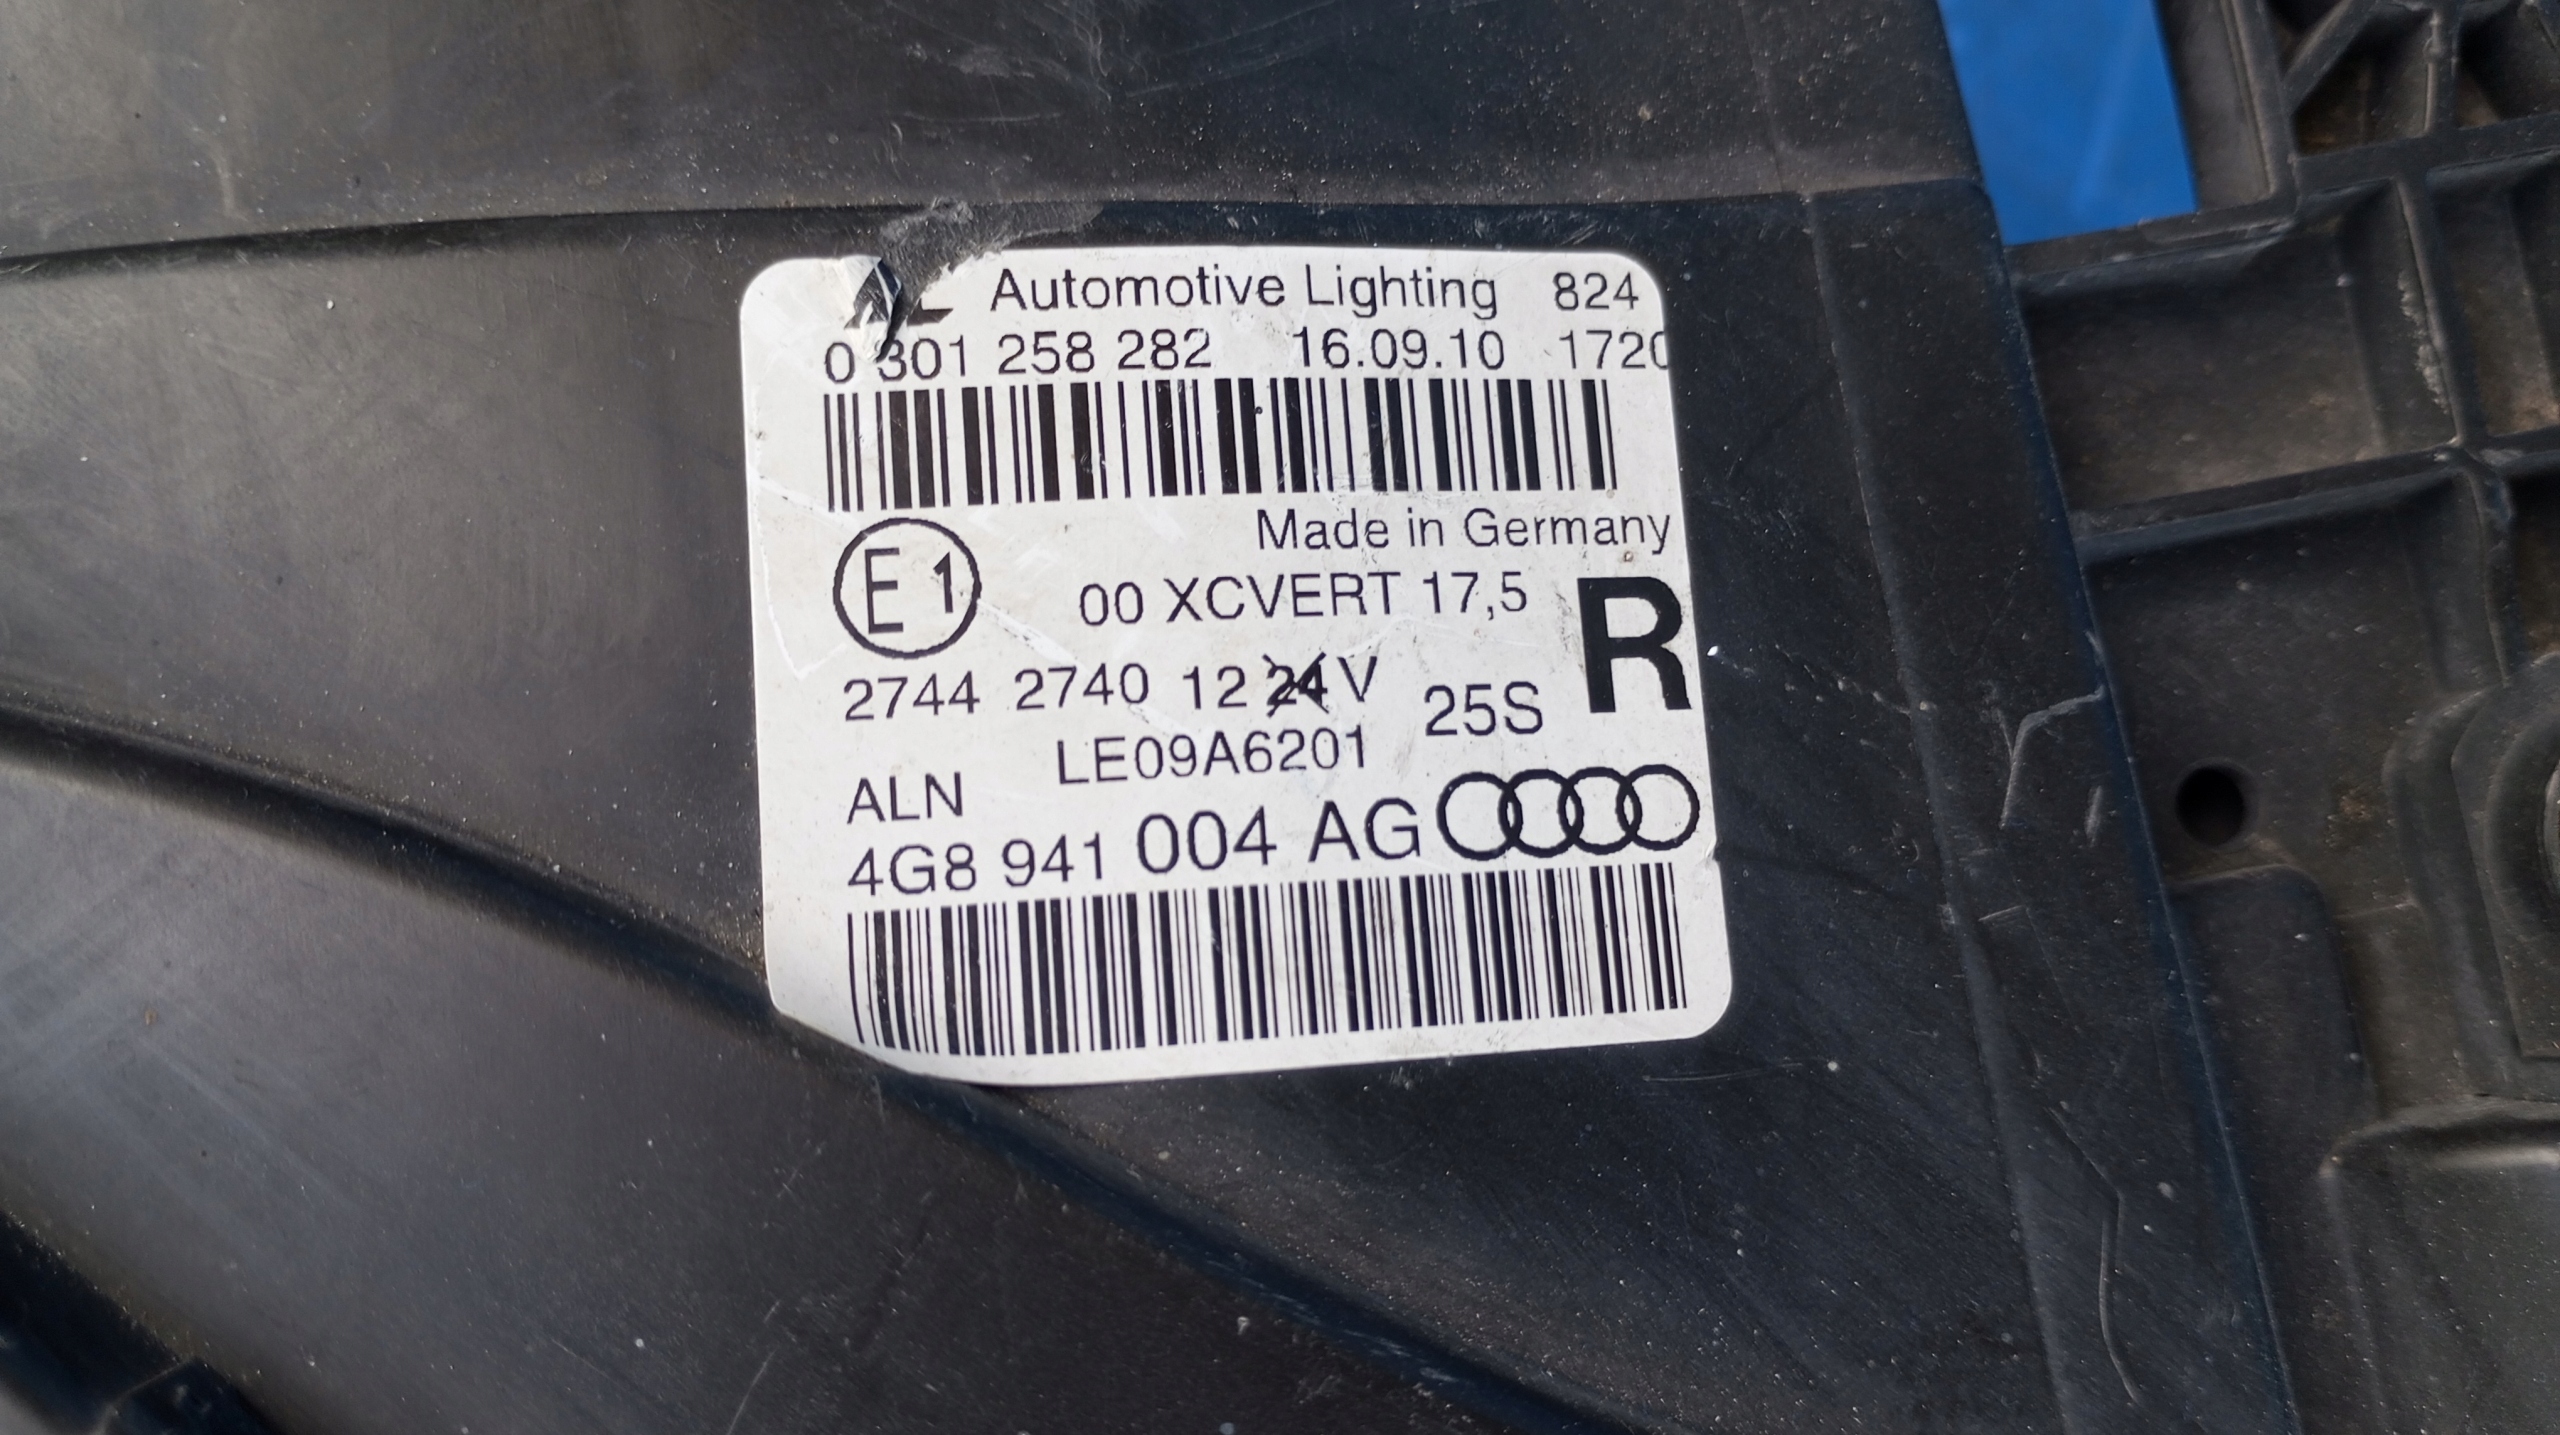 AL Automotive Lighting 824
0 301 258 282 16.09.10 1720
Made in Germany
E1 00 XCVERT 17,5
R
2744 2740 12 24 V 25S
ALN LE09A6201
4G8 941 004 AG